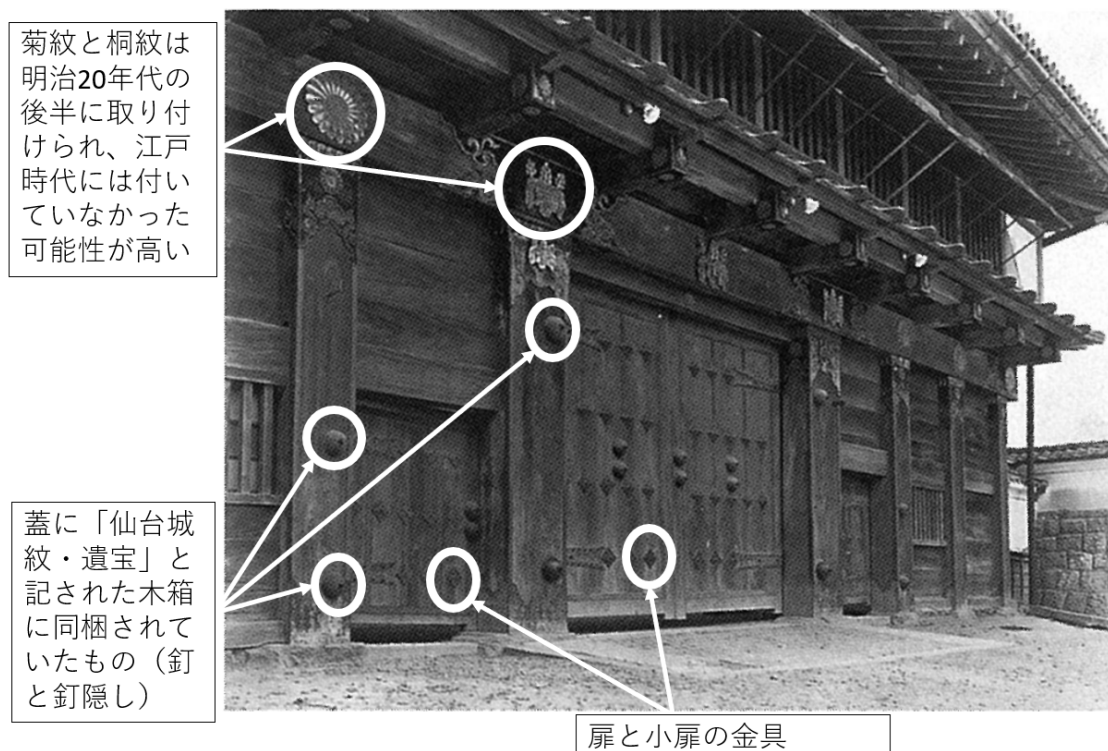 菊紋と桐紋は
明治20年代の
後半に取り付
けられ、江戸
時代には付い
ていなかった
可能性が高い
蓋に「仙台城
紋・遺宝」と
記された木箱
に同梱されて
いたもの（釘
と釘隠し）
扉と小扉の金具